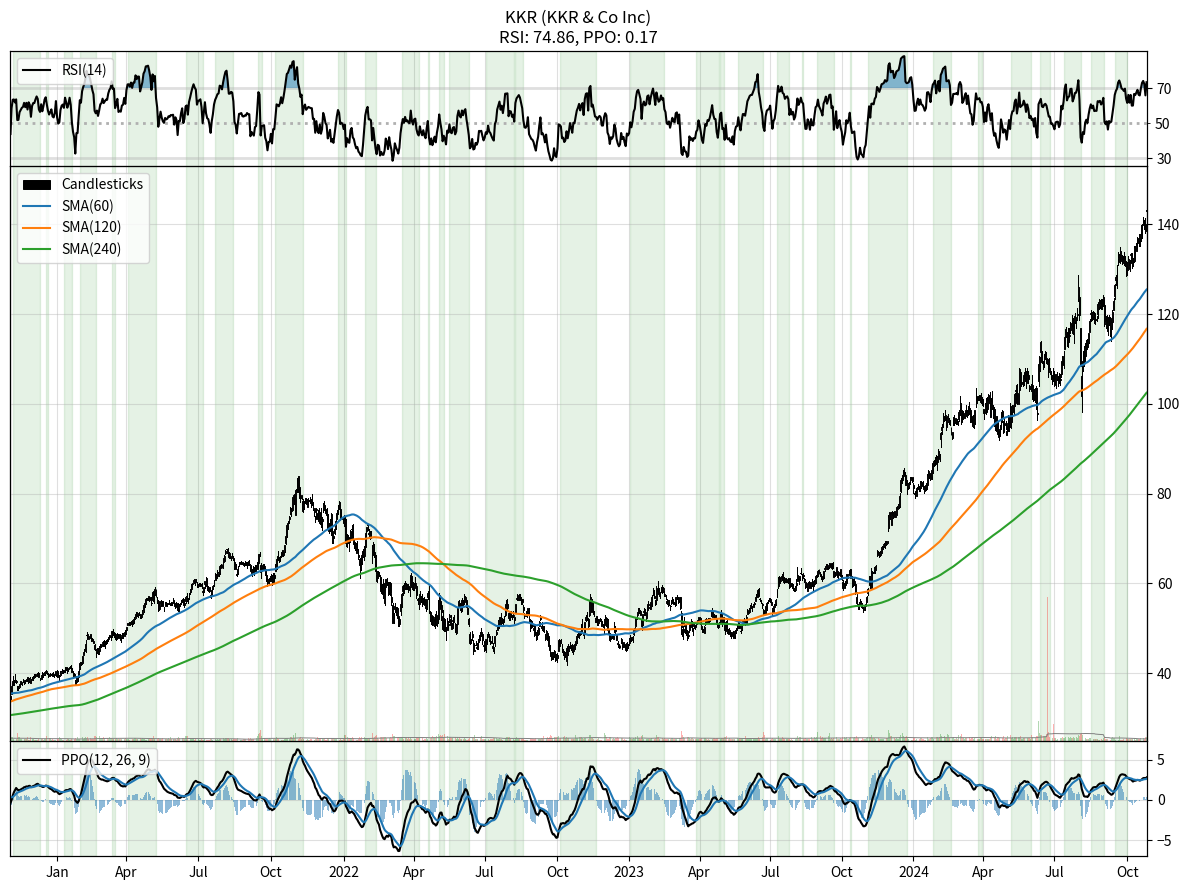 KKR (KKR & Co Inc)
RSI: 74.86, PPO: 0.17
RSI(14)
70
50
30
Candlesticks
SMA(60)
SMA(120)
SMA(240)
140
120
100
80
60
40
PPO(12, 26, 9)
5
0
−5
Jan Apr Jul Oct 2022 Apr Jul Oct 2023 Apr Jul Oct 2024 Apr Jul Oct